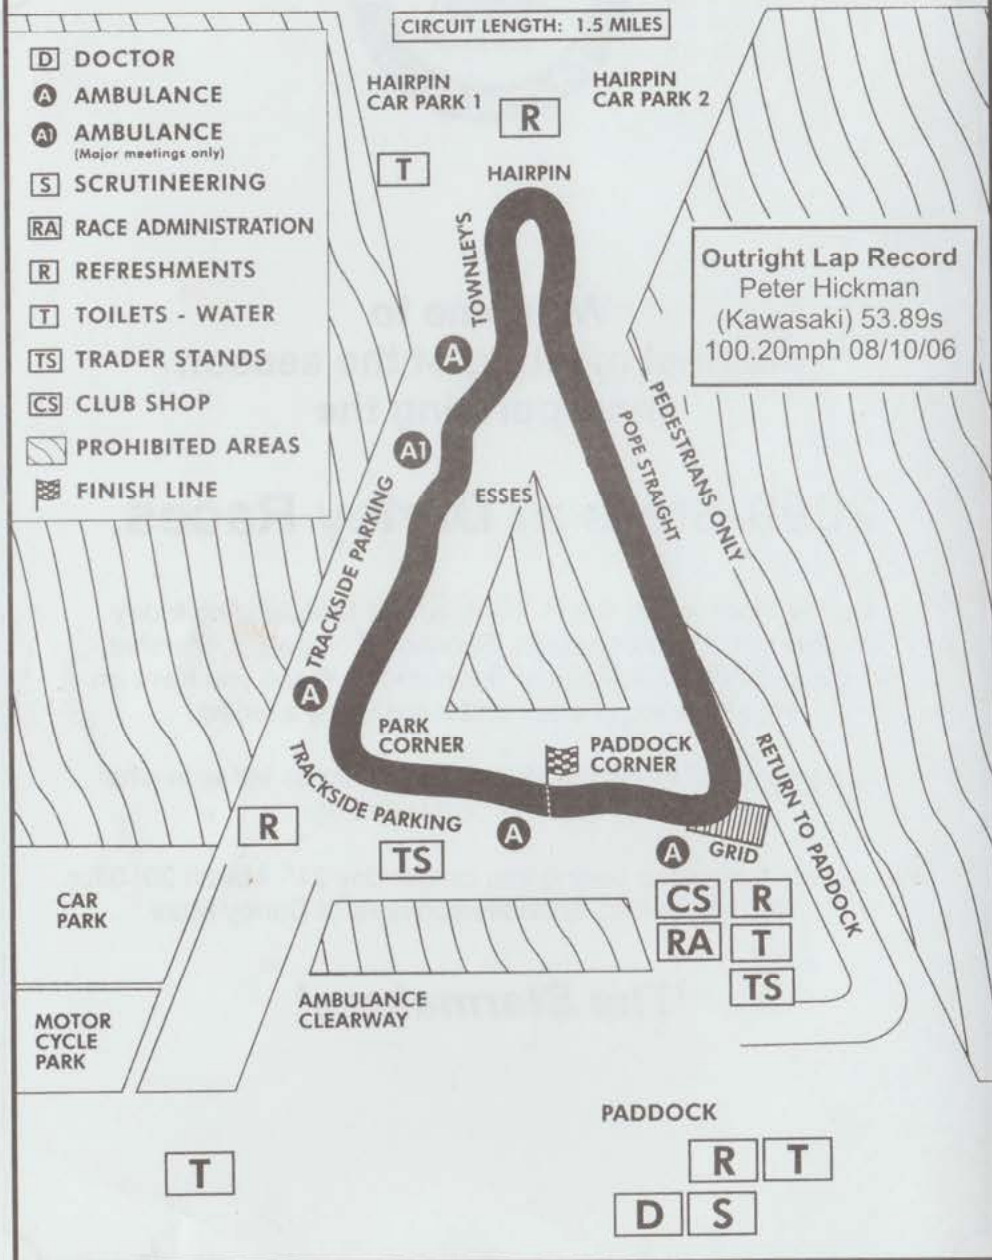 CIRCUIT LENGTH: 1.5 MILES
D DOCTOR
A AMBULANCE
A1 AMBULANCE
(Major meetings only)
S SCRUTINEERING
RA RACE ADMINISTRATION
R REFRESHMENTS
T TOILETS - WATER
TS TRADER STANDS
CS CLUB SHOP
PROHIBITED AREAS
FINISH LINE
HAIRPIN
CAR PARK 1
HAIRPIN
CAR PARK 2
R
T
HAIRPIN
TOWNLEY'S
Outright Lap Record
Peter Hickman
(Kawasaki) 53.89s
100.20mph 08/10/06
A
PEDESTRIANS ONLY
POPE STRAIGHT
A1
ESSES
TRACKSIDE PARKING
A
PARK
CORNER
PADDOCK
CORNER
TRACKSIDE PARKING
RETURN TO PADDOCK
R
A
A
GRID
TS
CS R
RA T
TS
CAR
PARK
AMBULANCE
CLEARWAY
MOTOR
CYCLE
PARK
PADDOCK
T
R T
D S